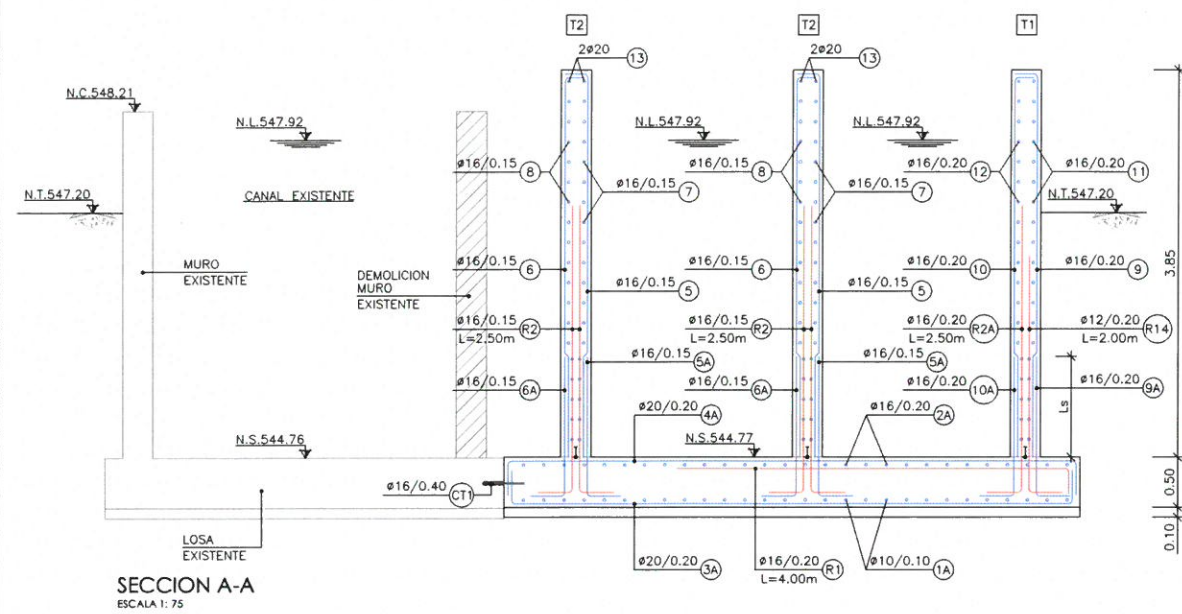 T2
T2
T1
2ø20 13
2ø20 13
N.C.548.21
N.L.547.92
N.L.547.92
N.L.547.92
ø16/0.15 8
ø16/0.15 8
ø16/0.20 12
ø16/0.20 11
N.T.547.20
CANAL EXISTENTE
ø16/0.15 7
ø16/0.15 7
N.T.547.20
MURO
EXISTENTE
DEMOLICION
MURO
EXISTENTE
ø16/0.15 6
ø16/0.15 5
ø16/0.15 6
ø16/0.15 5
ø16/0.20 10
ø16/0.20 9
3.85
ø16/0.15 R2
L=2.50m
ø16/0.15 R2
L=2.50m
ø16/0.20 R2A
L=2.50m
ø12/0.20 R14
L=2.00m
ø16/0.15 5A
ø16/0.15 5A
ø16/0.15 6A
ø16/0.15 6A
ø16/0.20 10A
ø16/0.20 9A
Ls
ø20/0.20 4A
ø16/0.20 2A
N.S.544.76
N.S.544.77
ø16/0.40 CT1
0.50
0.10
LOSA
EXISTENTE
ø20/0.20 3A
ø16/0.20 R1
L=4.00m
ø10/0.10 1A
SECCION A-A
ESCALA 1: 75